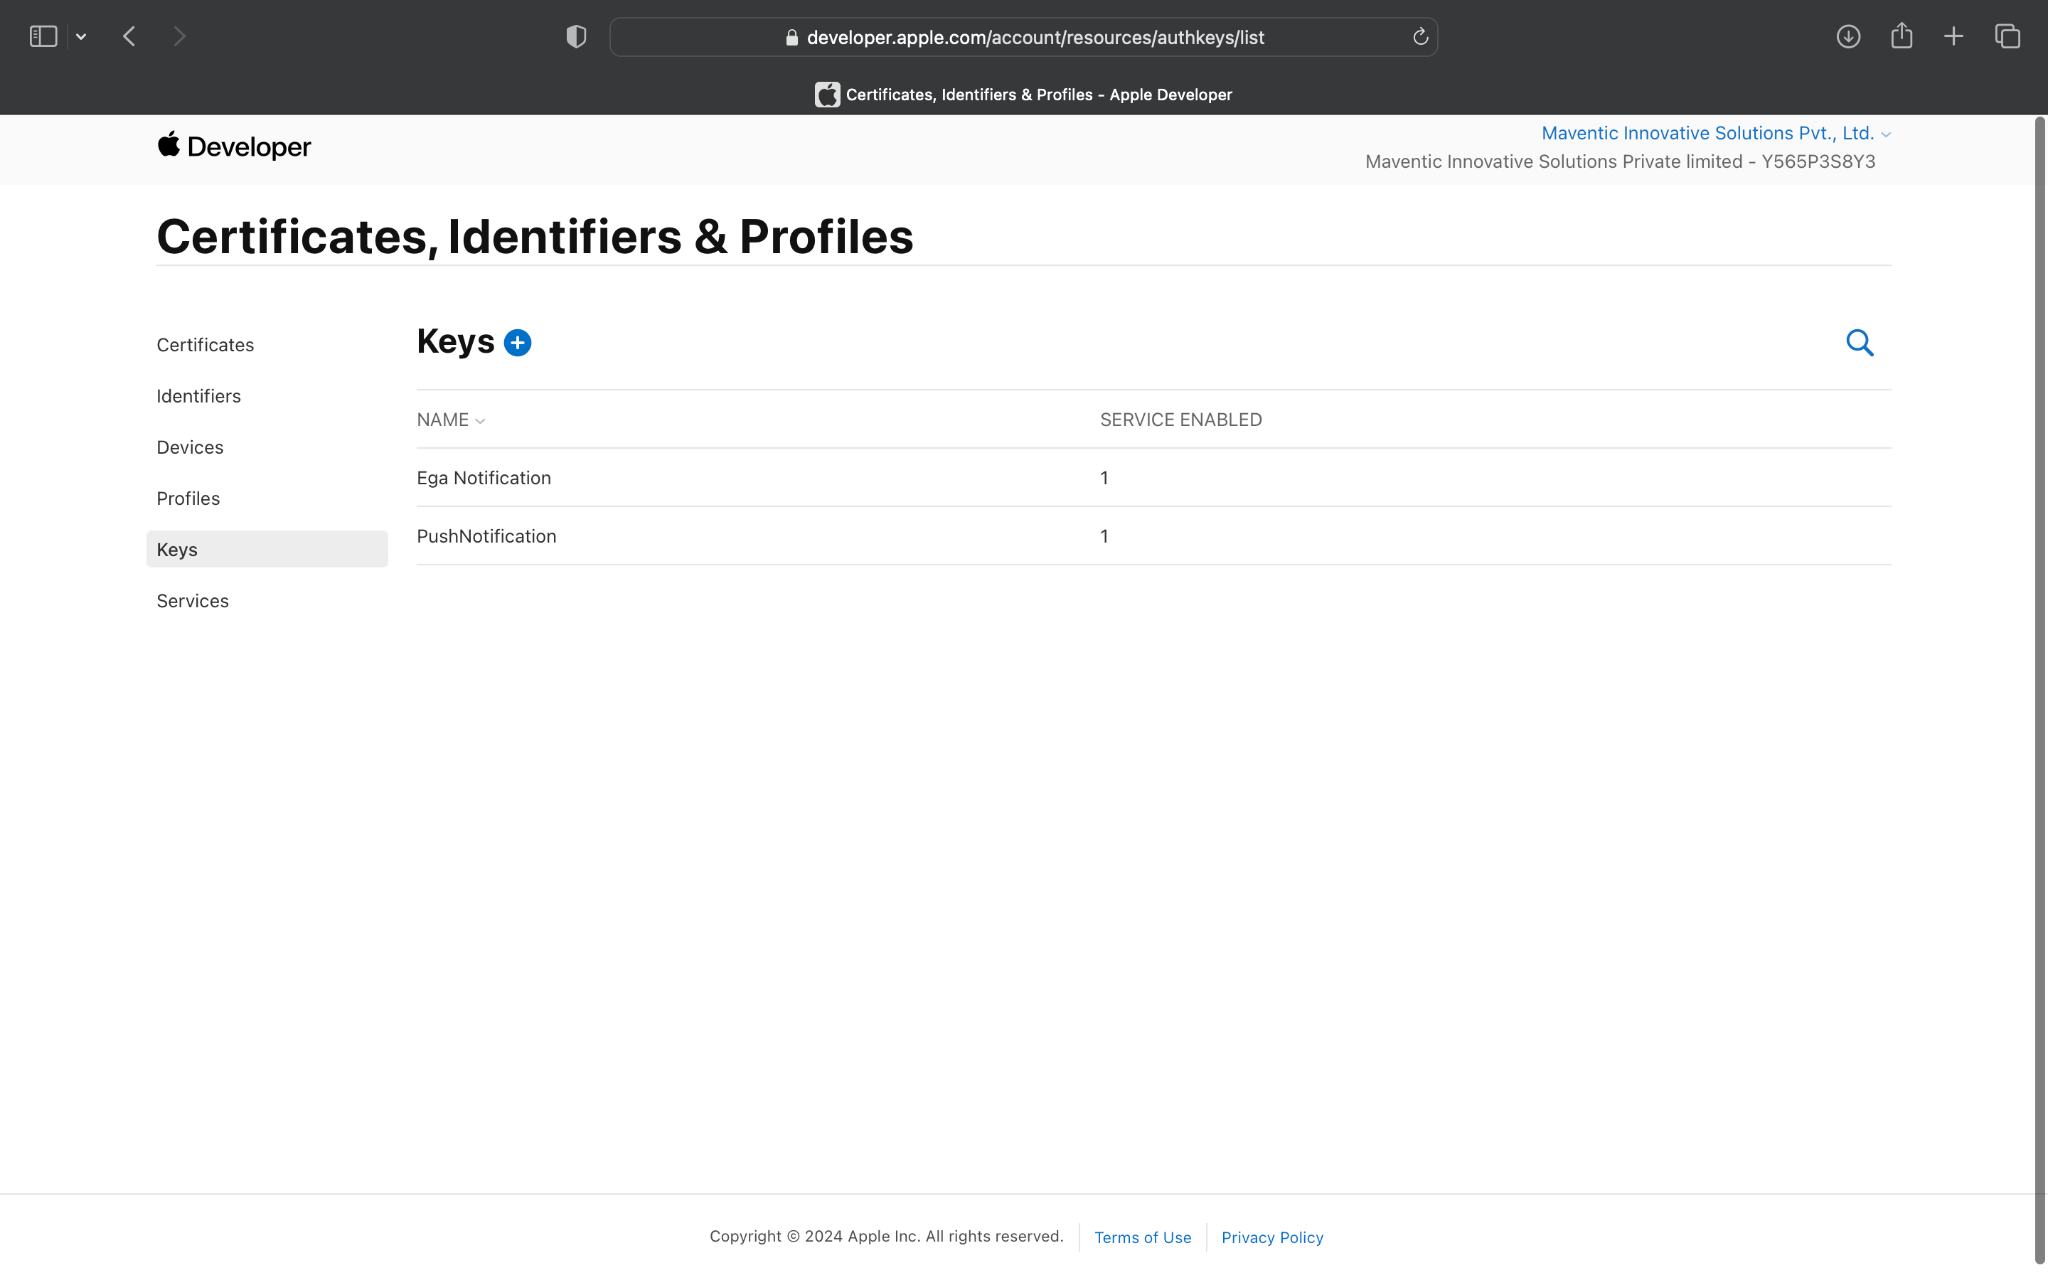 developer.apple.com/account/resources/authkeys/list
Certificates, Identifiers & Profiles - Apple Developer
Developer
Maventic Innovative Solutions Pvt., Ltd.
Maventic Innovative Solutions Private limited - Y565P3S8Y3
Certificates, Identifiers & Profiles
Certificates
Identifiers
Devices
Profiles
Keys
Services
Keys
NAME SERVICE ENABLED
Ega Notification 1
PushNotification 1
Copyright © 2024 Apple Inc. All rights reserved. Terms of Use Privacy Policy